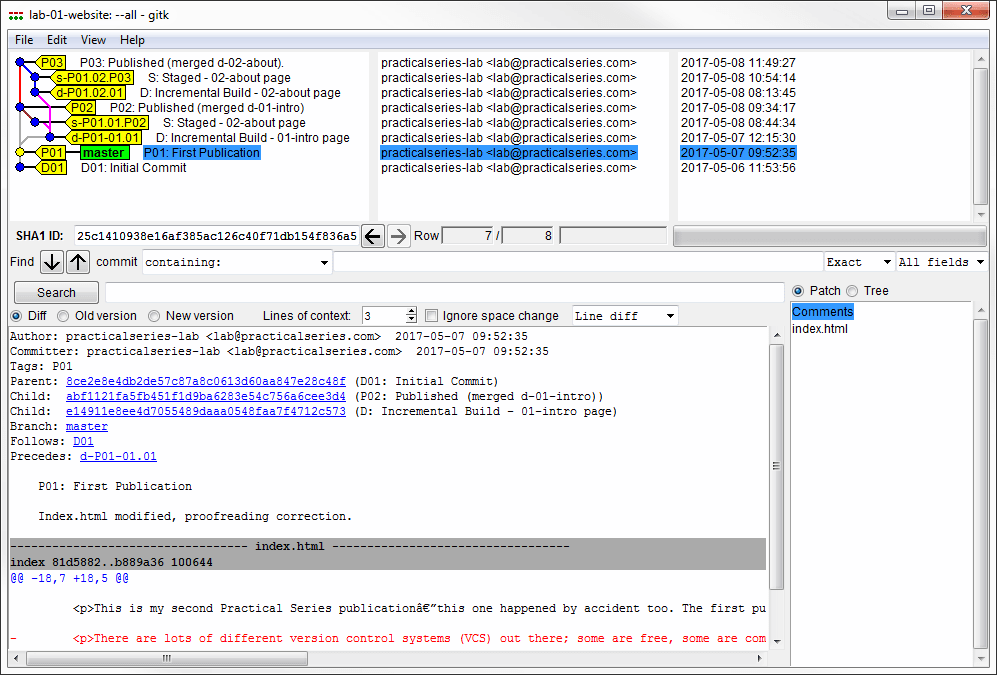 lab-01-website: --all - gitk
File Edit View Help
P03 P03: Published (merged d-02-about). practicalseries-lab <lab@practicalseries.com> 2017-05-08 11:49:27
s-P01.02.P03 S: Staged - 02-about page practicalseries-lab <lab@practicalseries.com> 2017-05-08 10:54:14
d-P01.02.01 D: Incremental Build - 02-about page practicalseries-lab <lab@practicalseries.com> 2017-05-08 08:13:45
P02 P02: Published (merged d-01-intro) practicalseries-lab <lab@practicalseries.com> 2017-05-08 09:34:17
s-P01.01.P02 S: Staged - 02-about page practicalseries-lab <lab@practicalseries.com> 2017-05-08 08:44:34
d-P01-01.01 D: Incremental Build - 01-intro page practicalseries-lab <lab@practicalseries.com> 2017-05-07 12:15:30
P01 master P01: First Publication practicalseries-lab <lab@practicalseries.com> 2017-05-07 09:52:35
D01 D01: Initial Commit practicalseries-lab <lab@practicalseries.com> 2017-05-06 11:53:56
SHA1 ID: 25c1410938e16af385ac126c40f71db154f836a5 Row 7 / 8
Find commit containing: Exact All fields
Search Patch Tree
Diff Old version New version Lines of context: 3 Ignore space change Line diff
Comments
index.html
Author: practicalseries-lab <lab@practicalseries.com> 2017-05-07 09:52:35
Committer: practicalseries-lab <lab@practicalseries.com> 2017-05-07 09:52:35
Tags: P01
Parent: 8ce2e8e4db2de57c87a8c0613d60aa847e28c48f (D01: Initial Commit)
Child: abf1121fa5fb451f1d9ba6283e54c756a6cee3d4 (P02: Published (merged d-01-intro))
Child: e14911e8ee4d7055489daaa0548faa7f4712c573 (D: Incremental Build - 01-intro page)
Branch: master
Follows: D01
Precedes: d-P01-01.01
P01: First Publication
Index.html modified, proofreading correction.
---------------------------------- index.html ----------------------------------
index 81d5882..b889a36 100644
@@ -18,7 +18,5 @@
<p>This is my second Practical Series publicationâ€”this one happened by accident too. The first pu
- <p>There are lots of different version control systems (VCS) out there; some are free, some are com